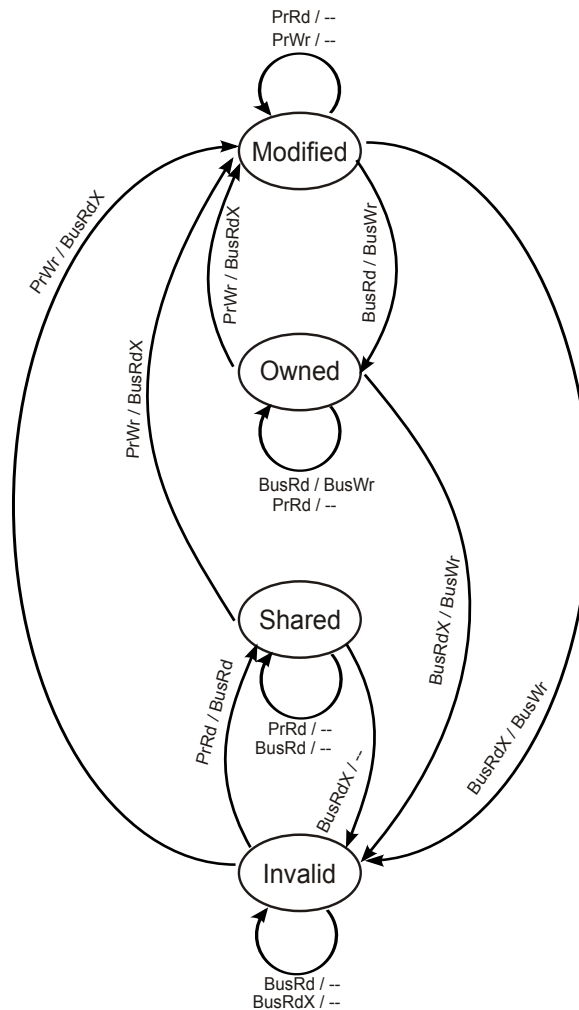 PrRd / --
PrWr / --
Modified
PrWr / BusRdX
PrWr / BusRdX
BusRd / BusWr
PrWr / BusRdX
Owned
BusRd / BusWr
PrRd / --
BusRdX / BusWr
BusRdX / BusWr
Shared
PrRd / BusRd
PrRd / --
BusRd / --
BusRdX / --
Invalid
BusRd / --
BusRdX / --